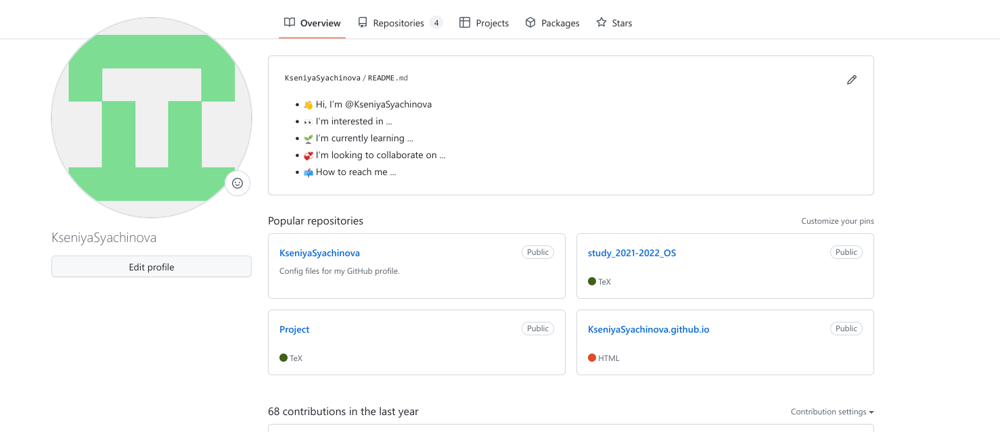 Overview Repositories 4 Projects Packages Stars
KseniyaSyachinova / README.md
👋 Hi, I’m @KseniyaSyachinova
👀 I’m interested in ...
🌱 I’m currently learning ...
💞️ I’m looking to collaborate on ...
📫 How to reach me ...
KseniyaSyachinova
Edit profile
Popular repositories Customize your pins
KseniyaSyachinova Public
Config files for my GitHub profile.
study_2021-2022_OS Public
TeX
Project Public
TeX
KseniyaSyachinova.github.io Public
HTML
68 contributions in the last year Contribution settings